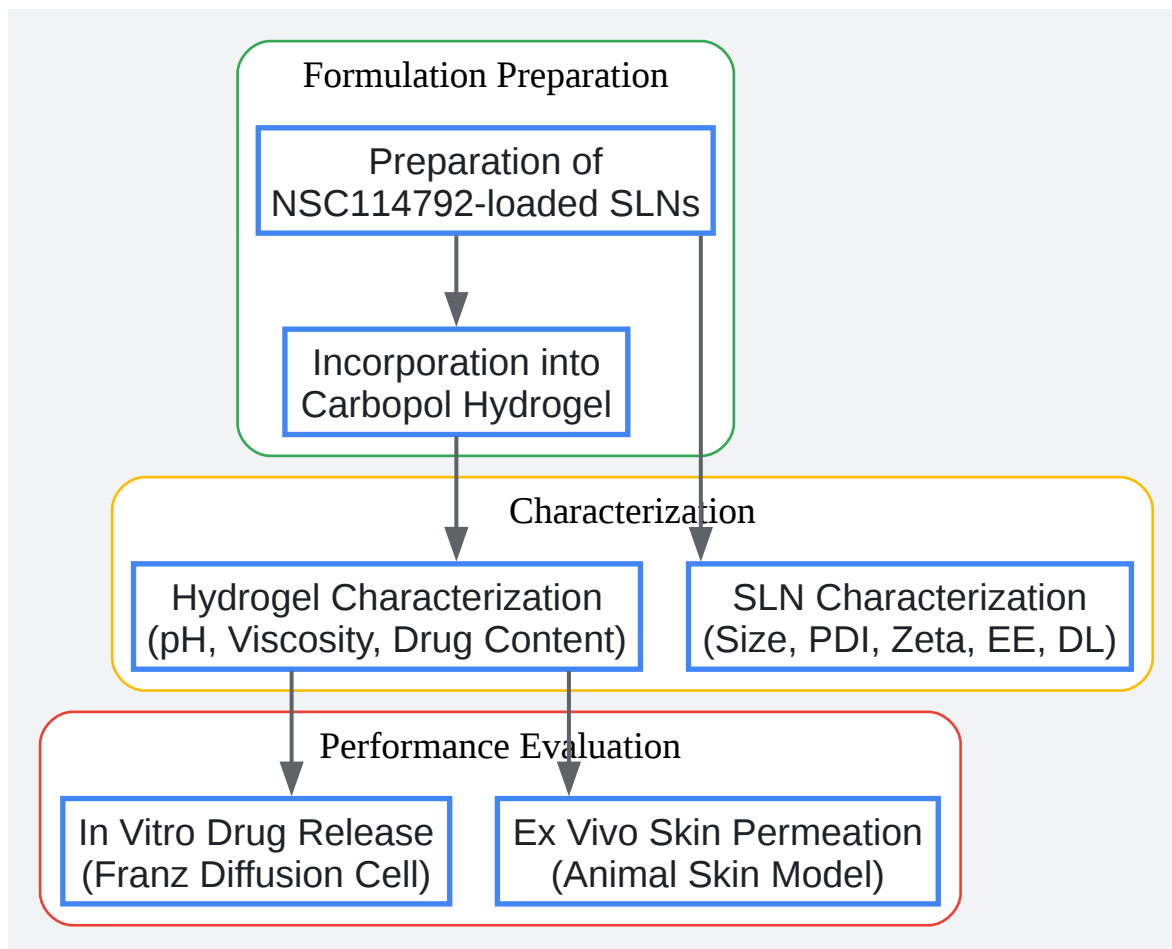 Formulation Preparation
Preparation of
NSC114792-loaded SLNs
Incorporation into
Carbopol Hydrogel
Characterization
Hydrogel Characterization
(pH, Viscosity, Drug Content)
SLN Characterization
(Size, PDI, Zeta, EE, DL)
Performance Evaluation
In Vitro Drug Release
(Franz Diffusion Cell)
Ex Vivo Skin Permeation
(Animal Skin Model)